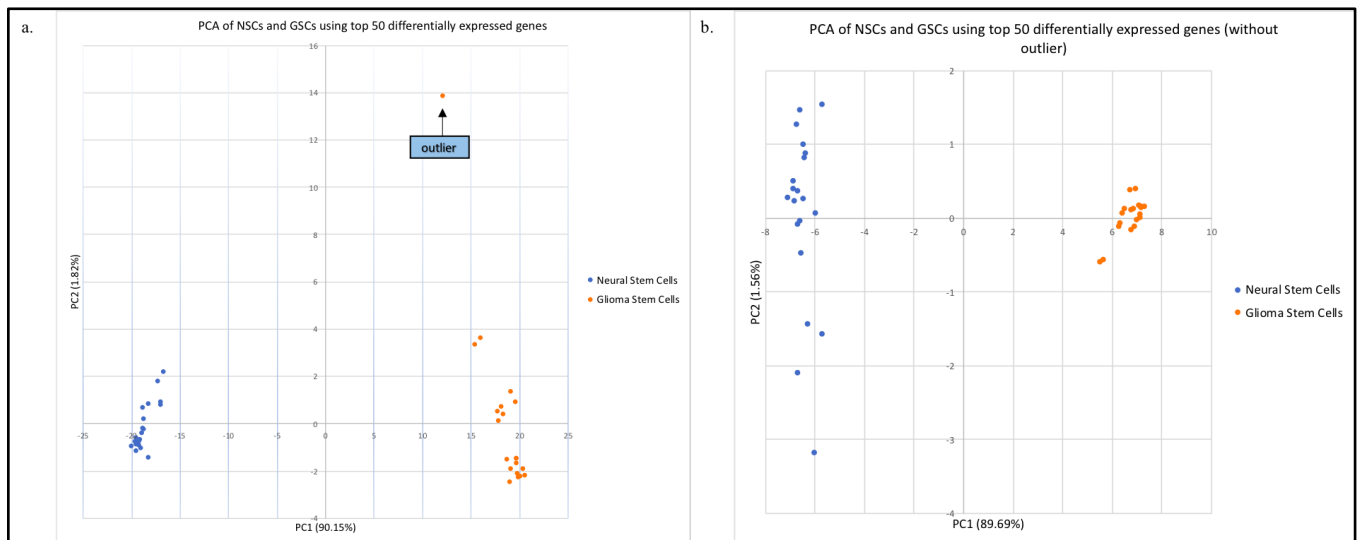 a.
PCA of NSCs and GSCs using top 50 differentially expressed genes
16
14
12
10
8
6
4
2
0
-2
-4
-25
-20
-15
-10
-5
0
5
10
15
20
25
outlier
PC2 (1.82%)
PC1 (90.15%)
Neural Stem Cells
Glioma Stem Cells
b.
PCA of NSCs and GSCs using top 50 differentially expressed genes (without
outlier)
2
1
0
-1
-2
-3
-4
-8
-6
-4
-2
0
2
4
6
8
10
PC2 (1.56%)
PC1 (89.69%)
Neural Stem Cells
Glioma Stem Cells